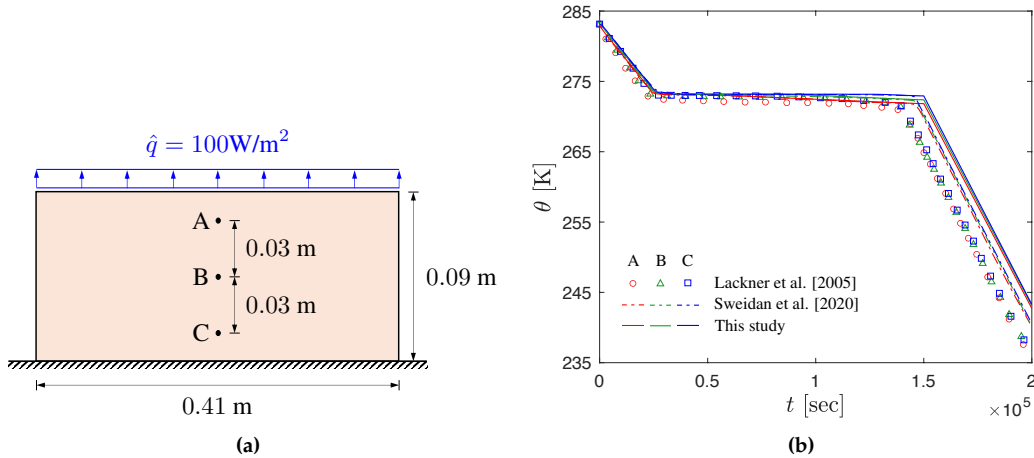 q̂ = 100W/m²
A
0.03 m
B
0.03 m
C
0.09 m
0.41 m
(a)
θ [K]
285
275
265
255
245
235
A B C
Lackner et al. [2005]
Sweidan et al. [2020]
This study
0 0.5 1 1.5 2
t [sec]
× 10⁵
(b)